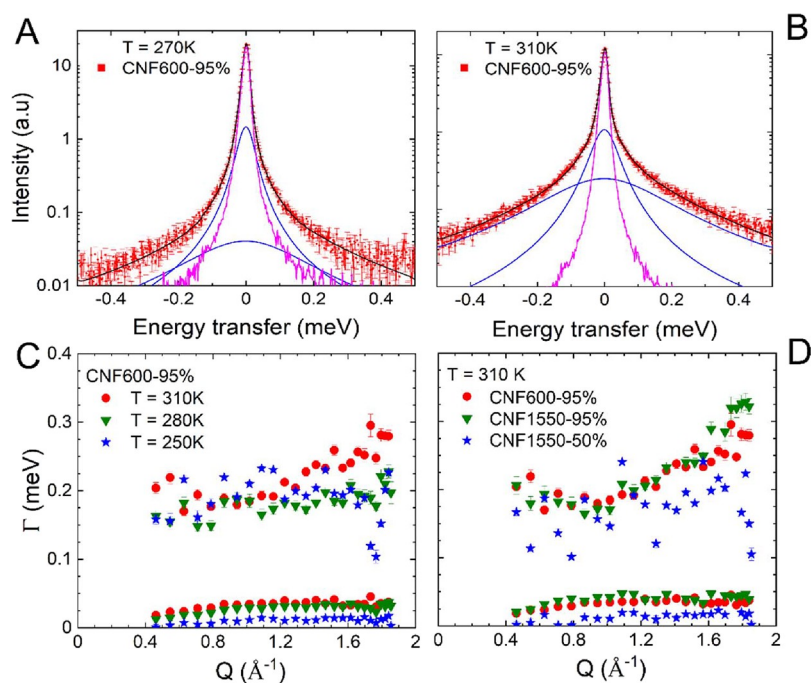 A
T = 270K
CNF600-95%
10
1
0.1
0.01
Intensity (a.u)
-0.4
-0.2
0
0.2
0.4
Energy transfer (meV)
B
T = 310K
CNF600-95%
-0.4
-0.2
0
0.2
0.4
Energy transfer (meV)
C
CNF600-95%
T = 310K
T = 280K
T = 250K
0.4
0.3
0.2
0.1
0
Γ (meV)
0
0.4
0.8
1.2
1.6
2
Q (Å⁻¹)
D
T = 310 K
CNF600-95%
CNF1550-95%
CNF1550-50%
0
0.4
0.8
1.2
1.6
2
Q (Å⁻¹)